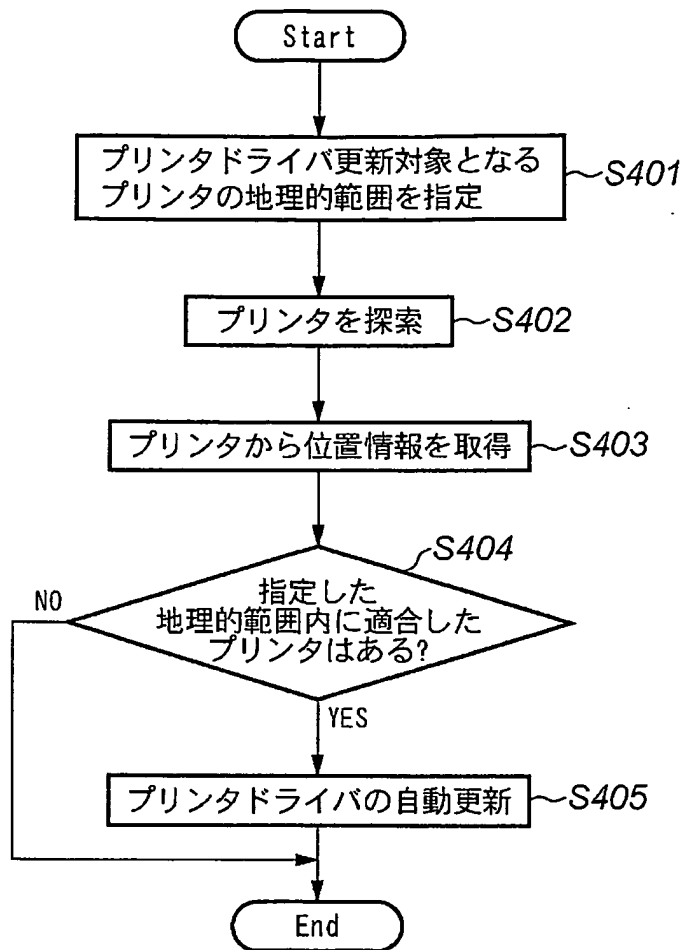 Start
プリンタドライバ更新対象となる
プリンタの地理的範囲を指定
S401
プリンタを探索
S402
プリンタから位置情報を取得
S403
S404
指定した
地理的範囲内に適合した
プリンタはある?
NO
YES
プリンタドライバの自動更新
S405
End